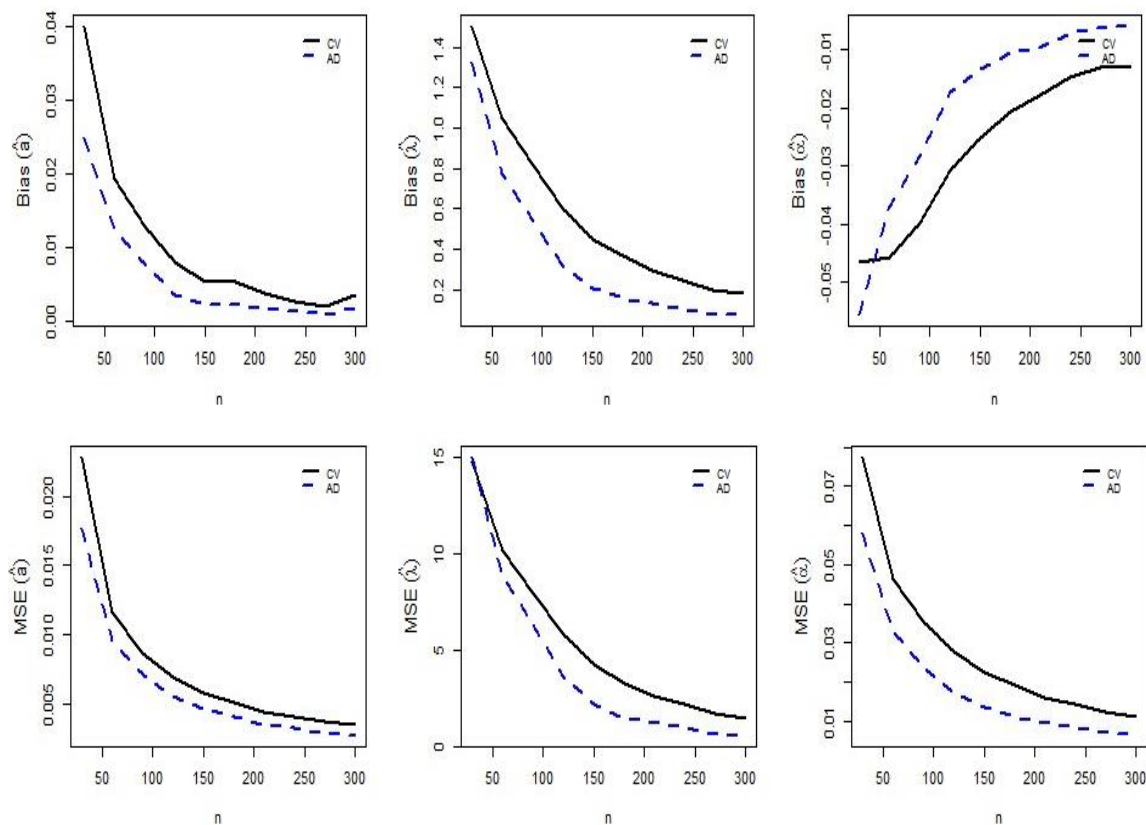 Bias (â)
0.00 0.01 0.02 0.03 0.04
CV
AD
50 100 150 200 250 300
n
Bias (λ̂)
0.2 0.4 0.6 0.8 1.0 1.2 1.4
CV
AD
50 100 150 200 250 300
n
Bias (α̂)
-0.05 -0.04 -0.03 -0.02 -0.01
CV
AD
50 100 150 200 250 300
n
MSE (â)
0.005 0.010 0.015 0.020
CV
AD
50 100 150 200 250 300
n
MSE (λ̂)
0 5 10 15
CV
AD
50 100 150 200 250 300
n
MSE (α̂)
0.01 0.03 0.05 0.07
CV
AD
50 100 150 200 250 300
n